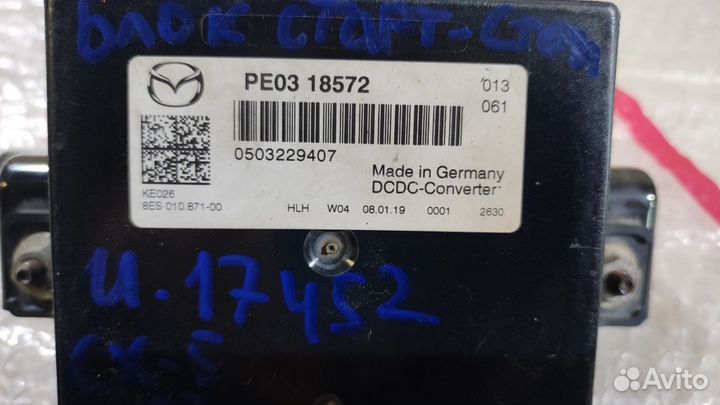 блок СТАРТ-Стоп
PE03 18572
013
061
0503229407
Made in Germany
DCDC-Converter
KE026
8ES 010.871-00 HLH W04 08.01.19 0001 2630
и.17452
CX-5
Avito